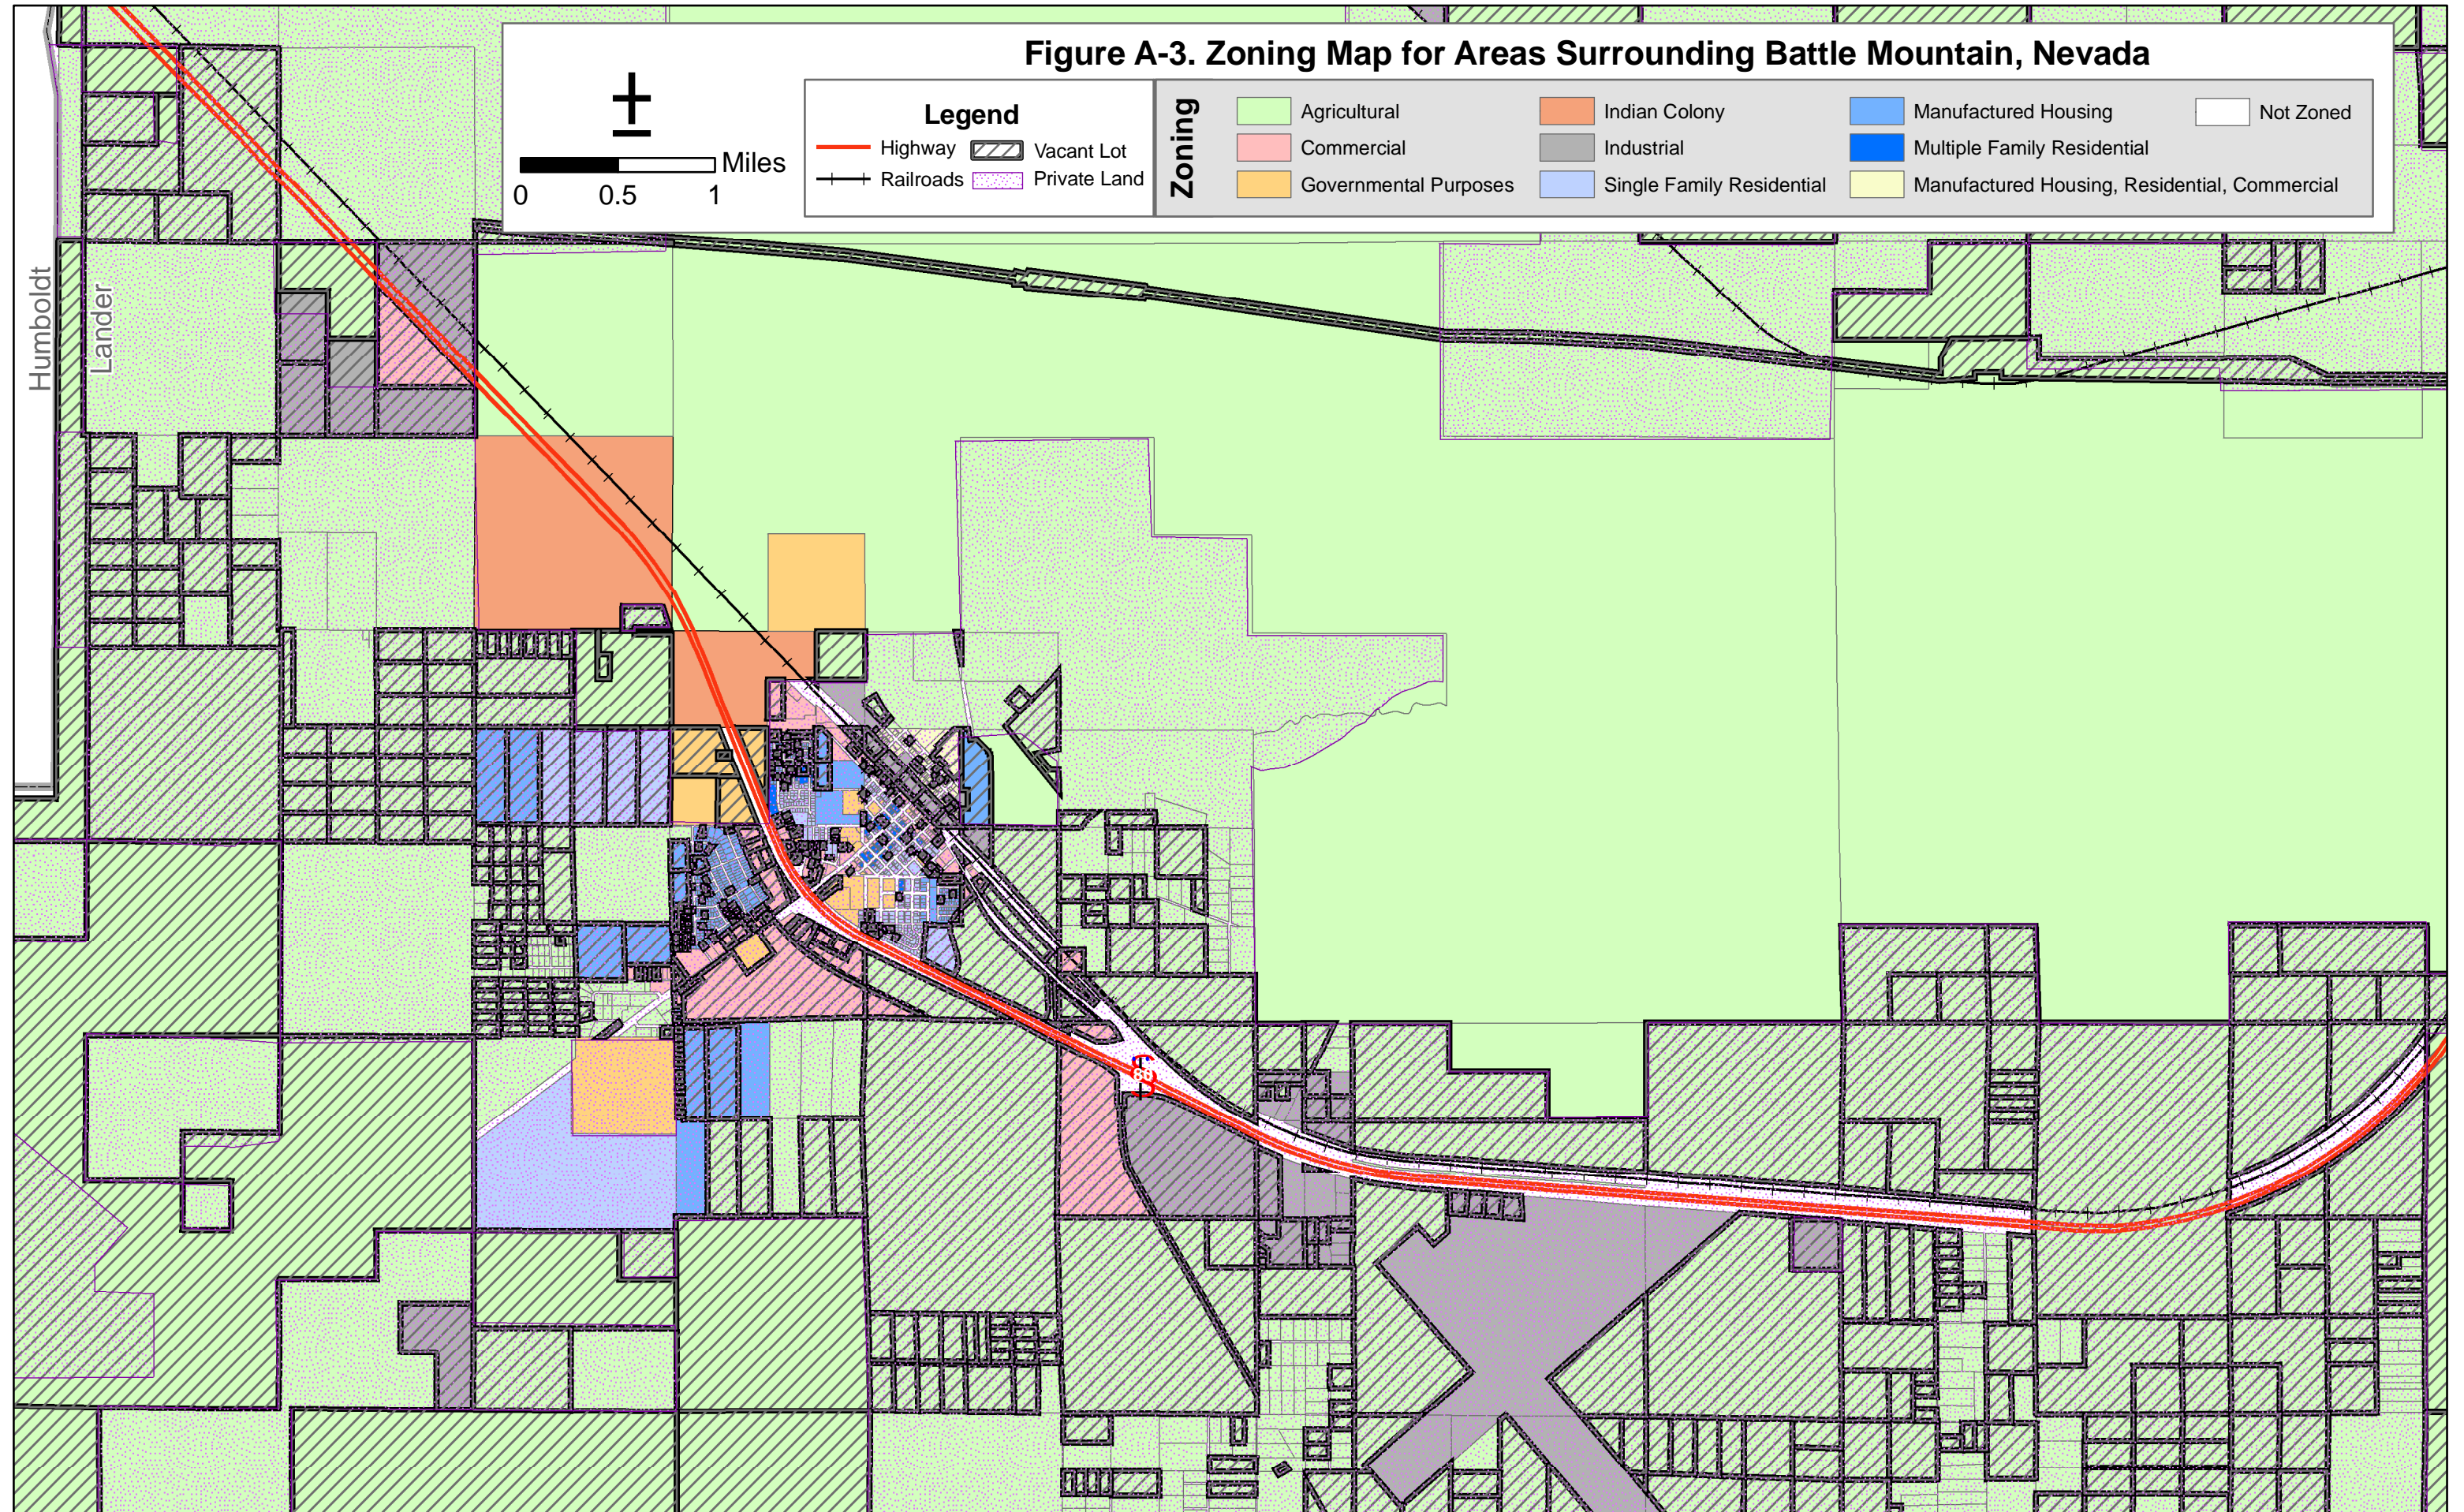 Figure A-3. Zoning Map for Areas Surrounding Battle Mountain, Nevada
Miles
0 0.5 1
Legend
Highway
Vacant Lot
Railroads
Private Land
Zoning
Agricultural
Commercial
Governmental Purposes
Indian Colony
Industrial
Single Family Residential
Manufactured Housing
Multiple Family Residential
Manufactured Housing, Residential, Commercial
Not Zoned
Humboldt
Lander
80